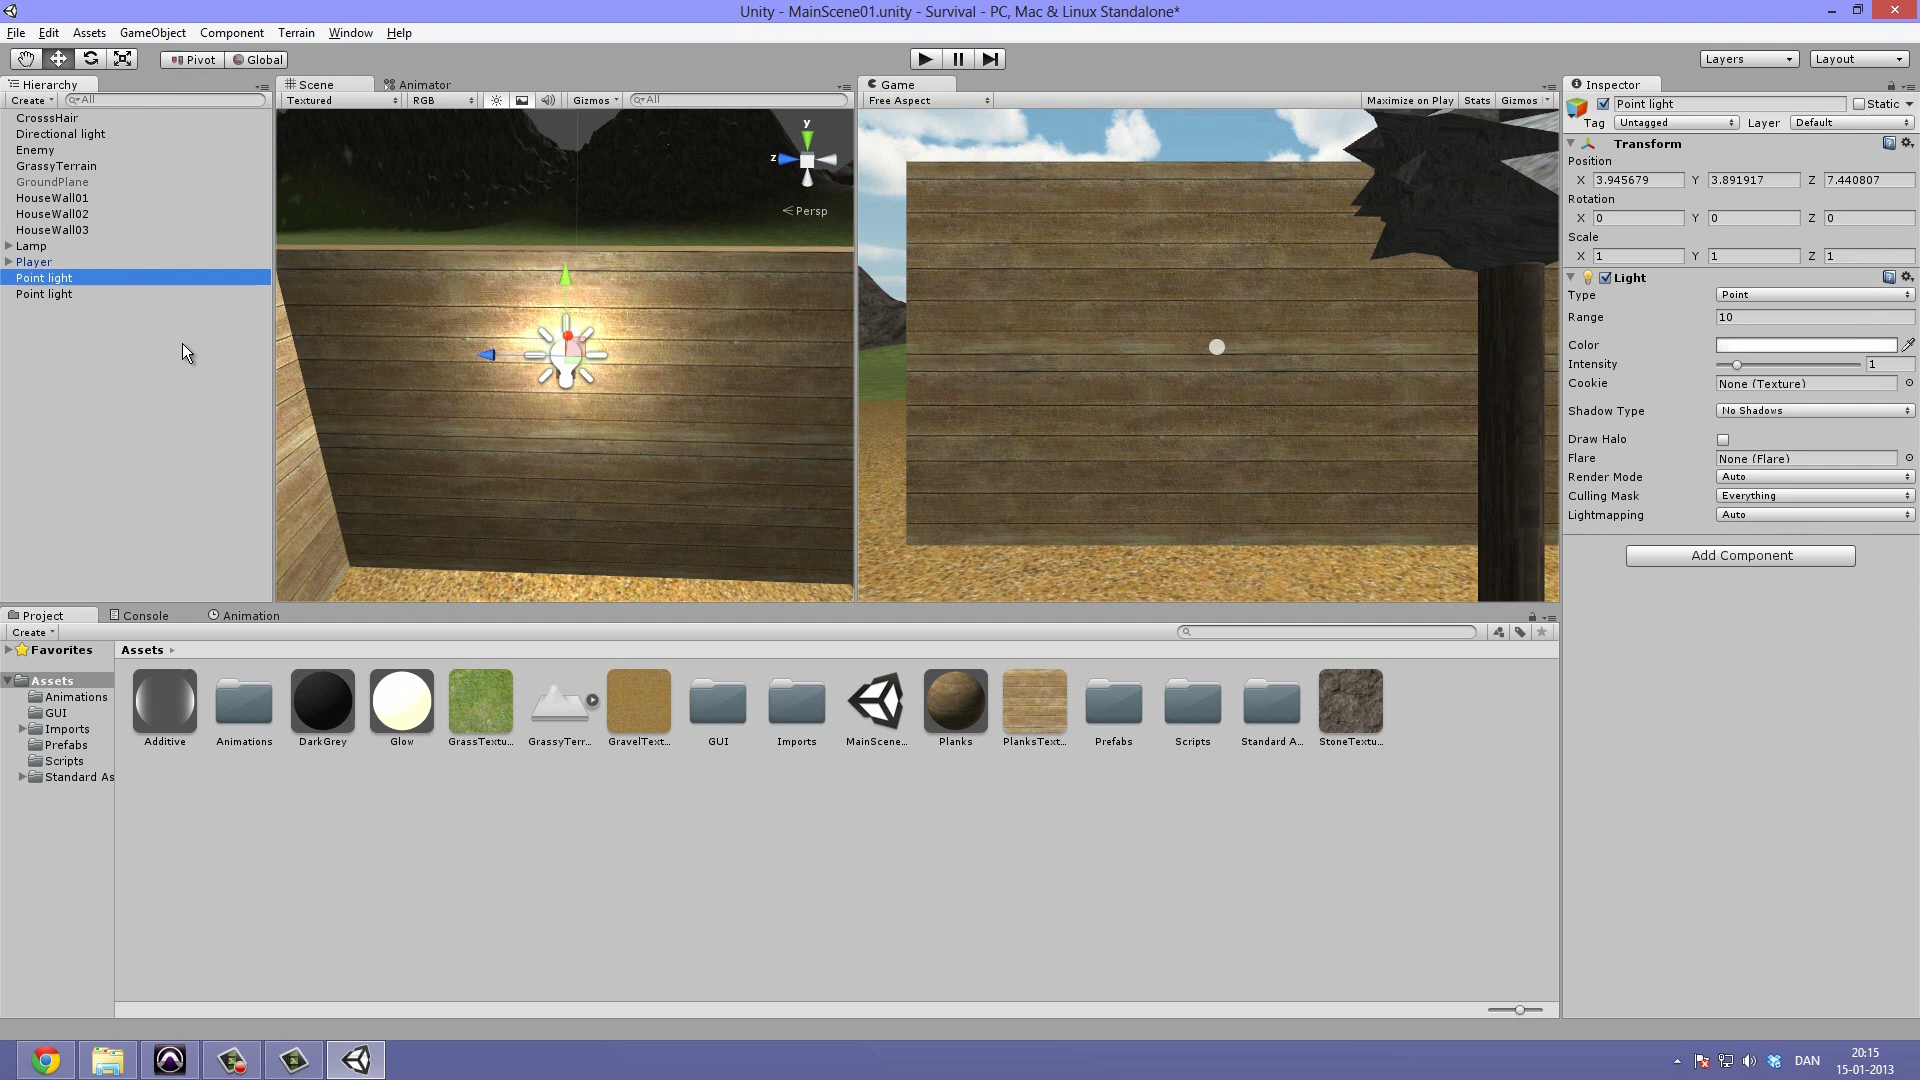 Unity - MainScene01.unity - Survival - PC, Mac & Linux Standalone*
File Edit Assets GameObject Component Terrain Window Help
Pivot Global Layers Layout
Hierarchy
Create All
CrosssHair
Directional light
Enemy
GrassyTerrain
GroundPlane
HouseWall01
HouseWall02
HouseWall03
Lamp
Player
Point light
Point light
Scene Animator
Textured RGB Gizmos All
y
z
Persp
Game
Free Aspect Maximize on Play Stats Gizmos
Inspector
Point light Static
Tag Untagged Layer Default
Transform
Position
X 3.945679 Y 3.891917 Z 7.440807
Rotation
X 0 Y 0 Z 0
Scale
X 1 Y 1 Z 1
Light
Type Point
Range 10
Color
Intensity 1
Cookie None (Texture)
Shadow Type No Shadows
Draw Halo
Flare None (Flare)
Render Mode Auto
Culling Mask Everything
Lightmapping Auto
Add Component
Project Console Animation
Create
Favorites
Assets
Animations
GUI
Imports
Prefabs
Scripts
Standard As
Assets
Additive Animations DarkGrey Glow GrassTextu... GrassyTerr... GravelText... GUI Imports MainScene... Planks PlanksText... Prefabs Scripts Standard A... StoneTextu...
DAN
20:15
15-01-2013